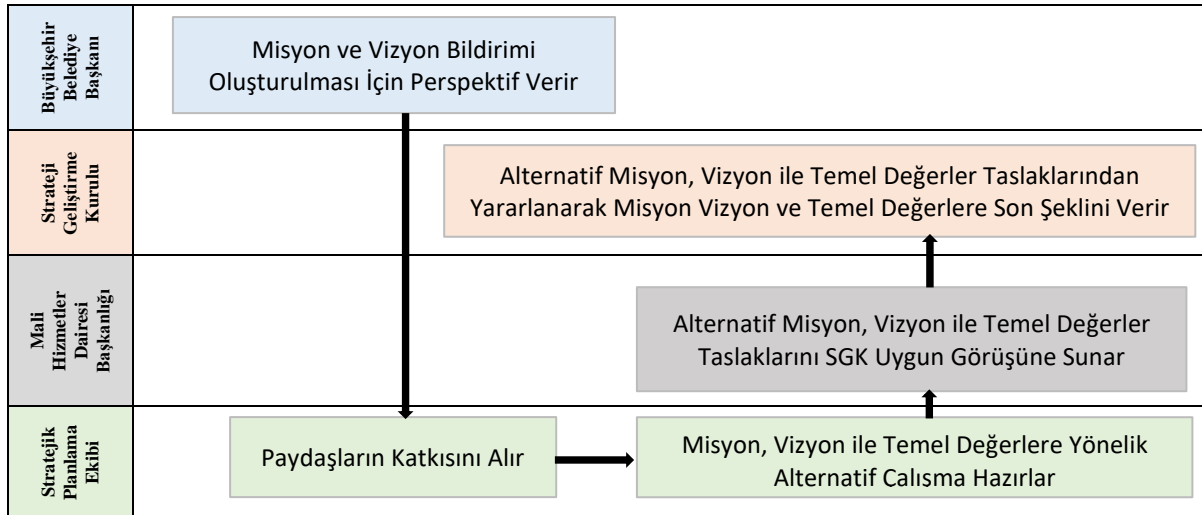 Büyükşehir
Belediye
Başkanı
Misyon ve Vizyon Bildirimi
Oluşturulması İçin Perspektif Verir
Strateji
Geliştirme
Kurulu
Alternatif Misyon, Vizyon ile Temel Değerler Taslaklarından
Yararlanarak Misyon Vizyon ve Temel Değerlere Son Şeklini Verir
Mali
Hizmetler
Dairesi
Başkanlığı
Alternatif Misyon, Vizyon ile Temel Değerler
Taslaklarını SGK Uygun Görüşüne Sunar
Stratejik
Planlama
Ekibi
Paydaşların Katkısını Alır
Misyon, Vizyon ile Temel Değerlere Yönelik
Alternatif Calısma Hazırlar